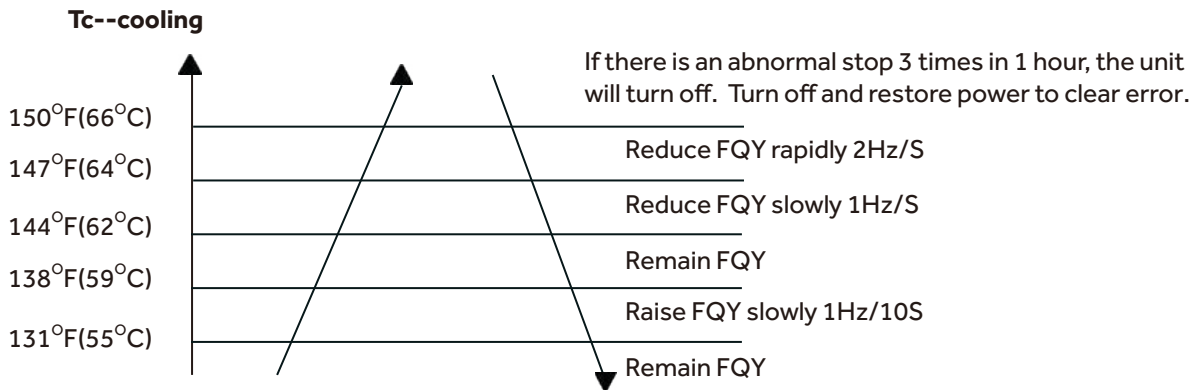 Tc--cooling
If there is an abnormal stop 3 times in 1 hour, the unit
will turn off. Turn off and restore power to clear error.
150°F(66°C)
Reduce FQY rapidly 2Hz/S
147°F(64°C)
Reduce FQY slowly 1Hz/S
144°F(62°C)
Remain FQY
138°F(59°C)
Raise FQY slowly 1Hz/10S
131°F(55°C)
Remain FQY